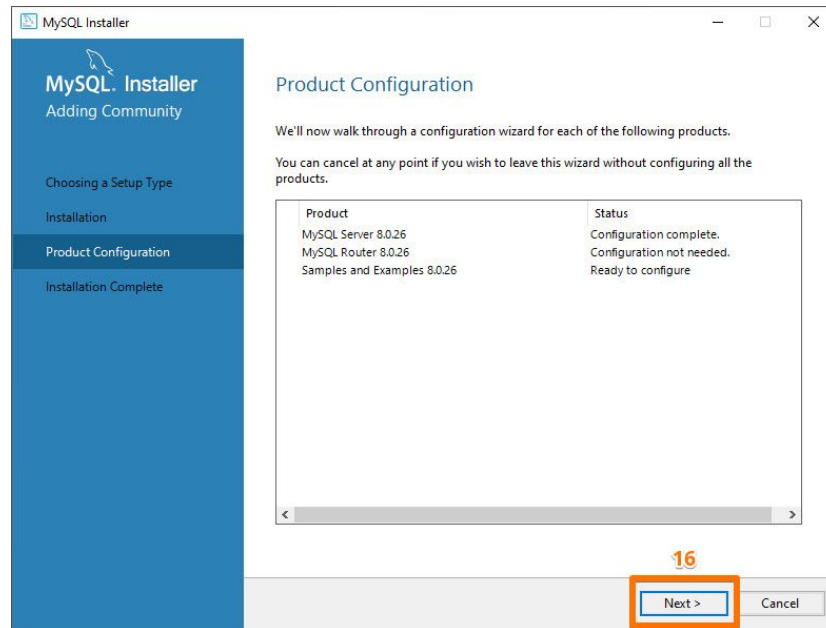 MySQL Installer
MySQL. Installer
Adding Community
Choosing a Setup Type
Installation
Product Configuration
Installation Complete
Product Configuration
We'll now walk through a configuration wizard for each of the following products.
You can cancel at any point if you wish to leave this wizard without configuring all the
products.
Product Status
MySQL Server 8.0.26 Configuration complete.
MySQL Router 8.0.26 Configuration not needed.
Samples and Examples 8.0.26 Ready to configure
16
Next > Cancel